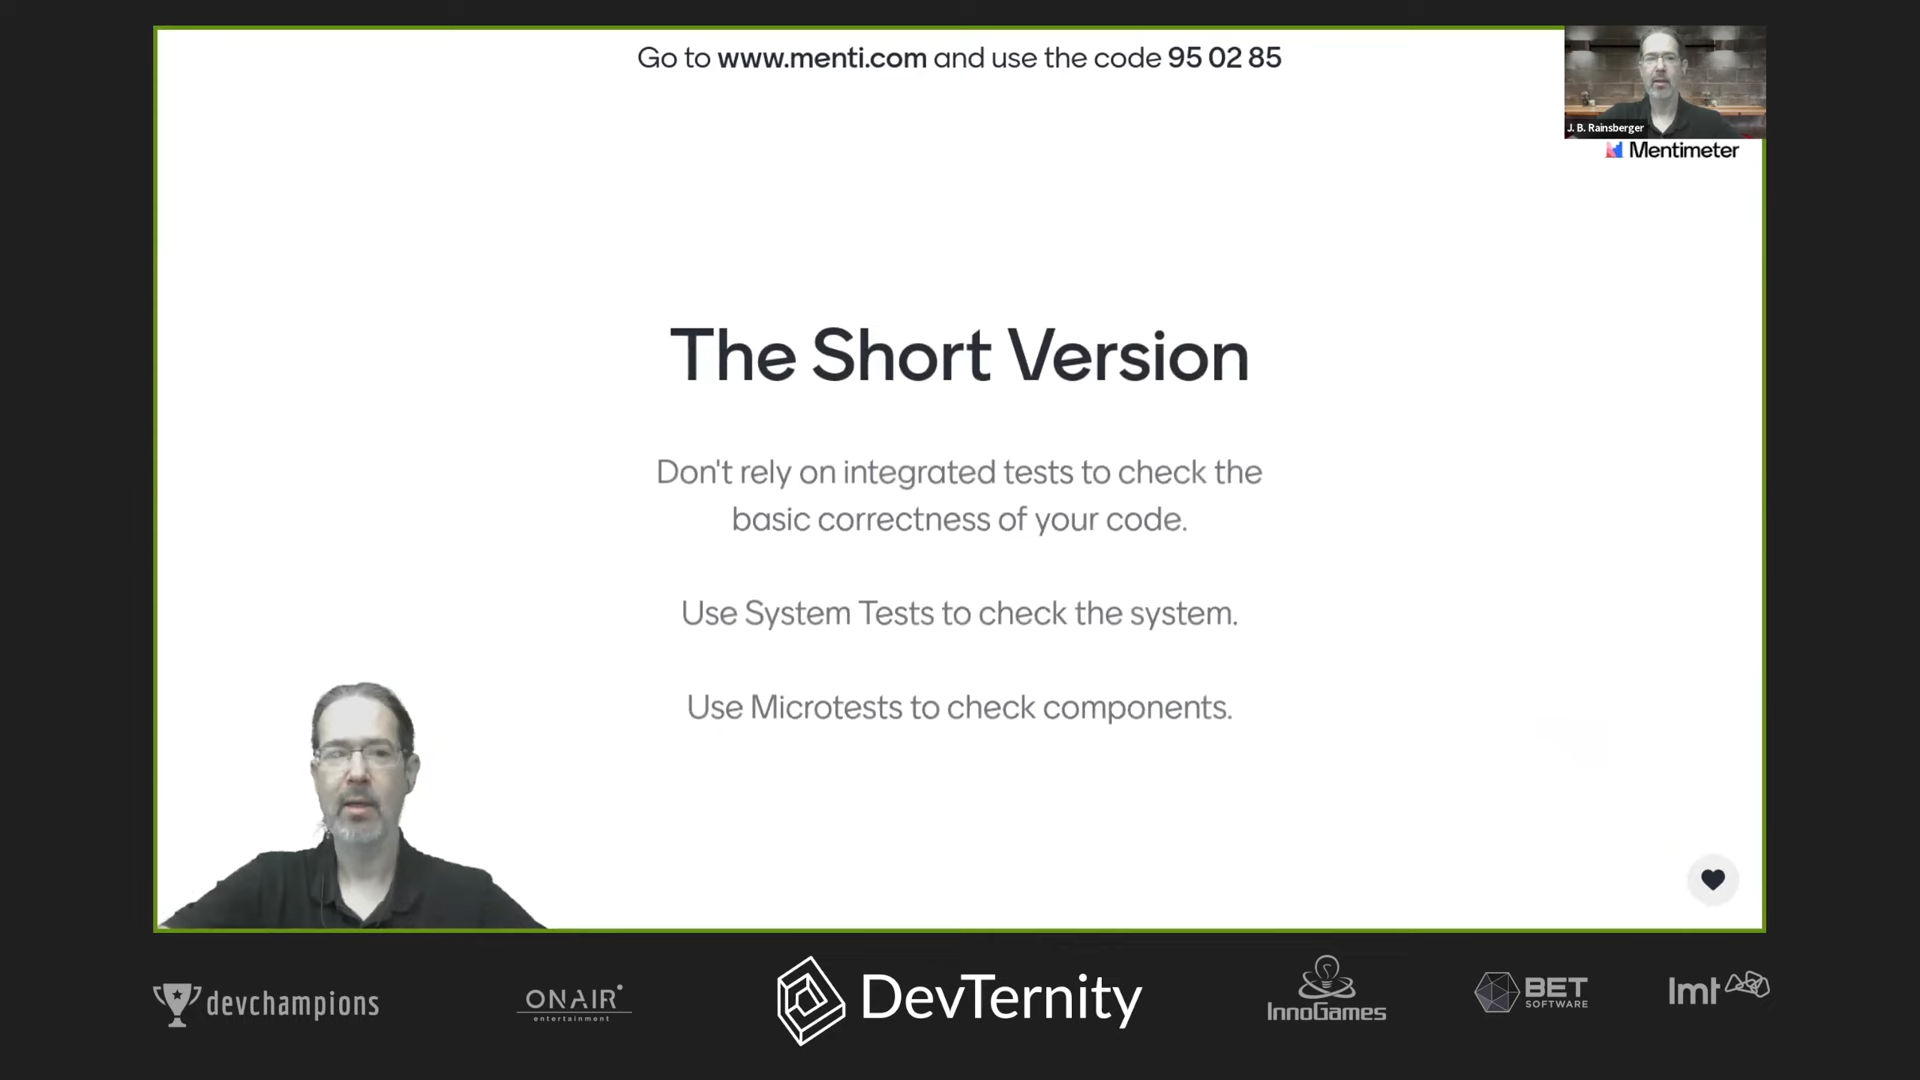 Go to www.menti.com and use the code 95 02 85
J. B. Rainsberger
Mentimeter
The Short Version
Don't rely on integrated tests to check the
basic correctness of your code.
Use System Tests to check the system.
Use Microtests to check components.
devchampions
ONAIR
entertainment
DevTernity
InnoGames
BET
SOFTWARE
lmt